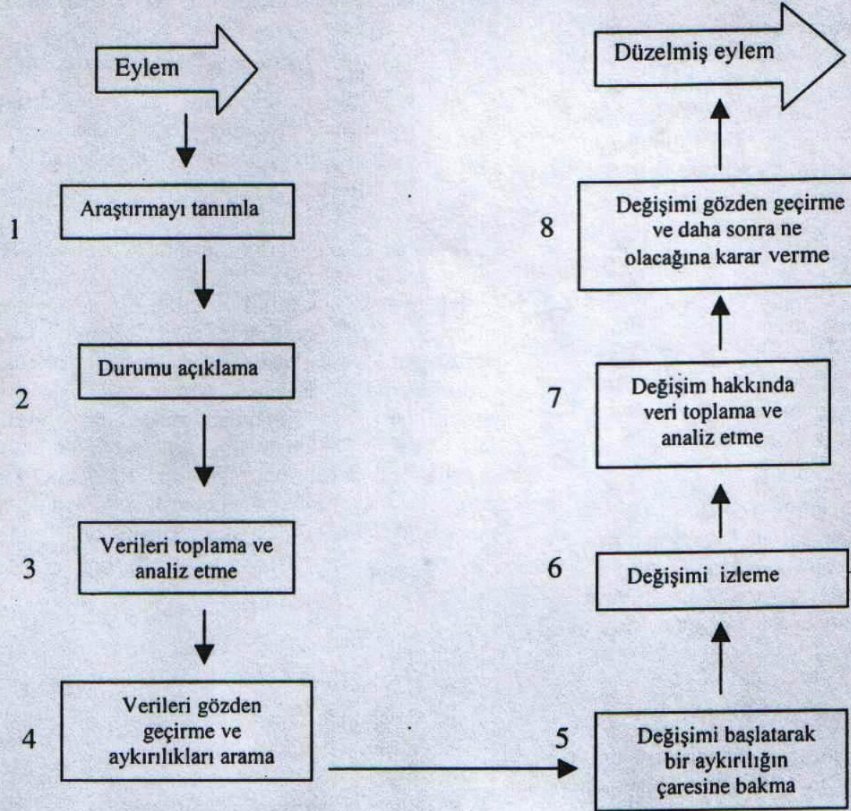 Eylem
1
Araştırmayı tanımla
2
Durumu açıklama
3
Verileri toplama ve
analiz etme
4
Verileri gözden
geçirme ve
aykırılıkları arama
5
Değişimi başlatarak
bir aykırılığın
çaresine bakma
6
Değişimi izleme
7
Değişim hakkında
veri toplama ve
analiz etme
8
Değişimi gözden geçirme
ve daha sonra ne
olacağına karar verme
Düzelmiş eylem